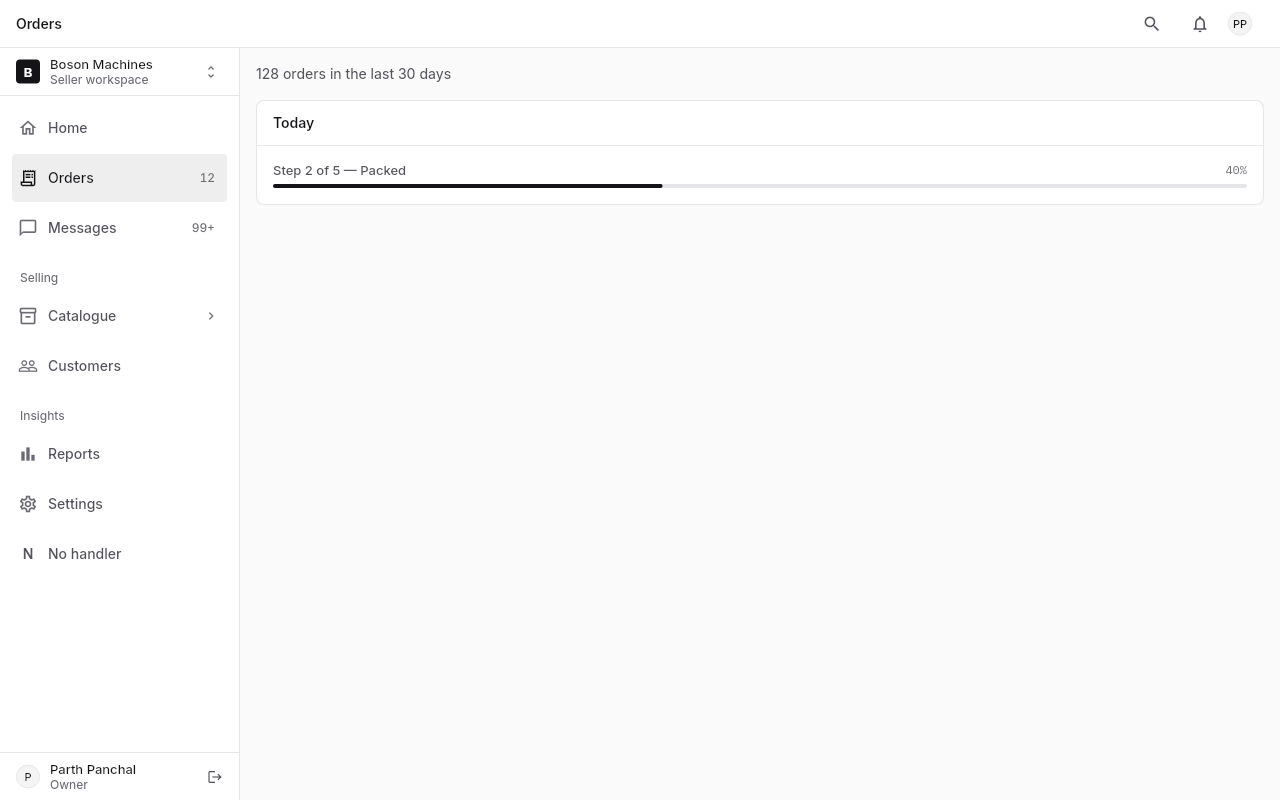 Orders
PP
B
Boson Machines
Seller workspace
Home
Orders 12
Messages 99+
Selling
Catalogue
Customers
Insights
Reports
Settings
N No handler
P
Parth Panchal
Owner
128 orders in the last 30 days
Today
Step 2 of 5 — Packed 40%